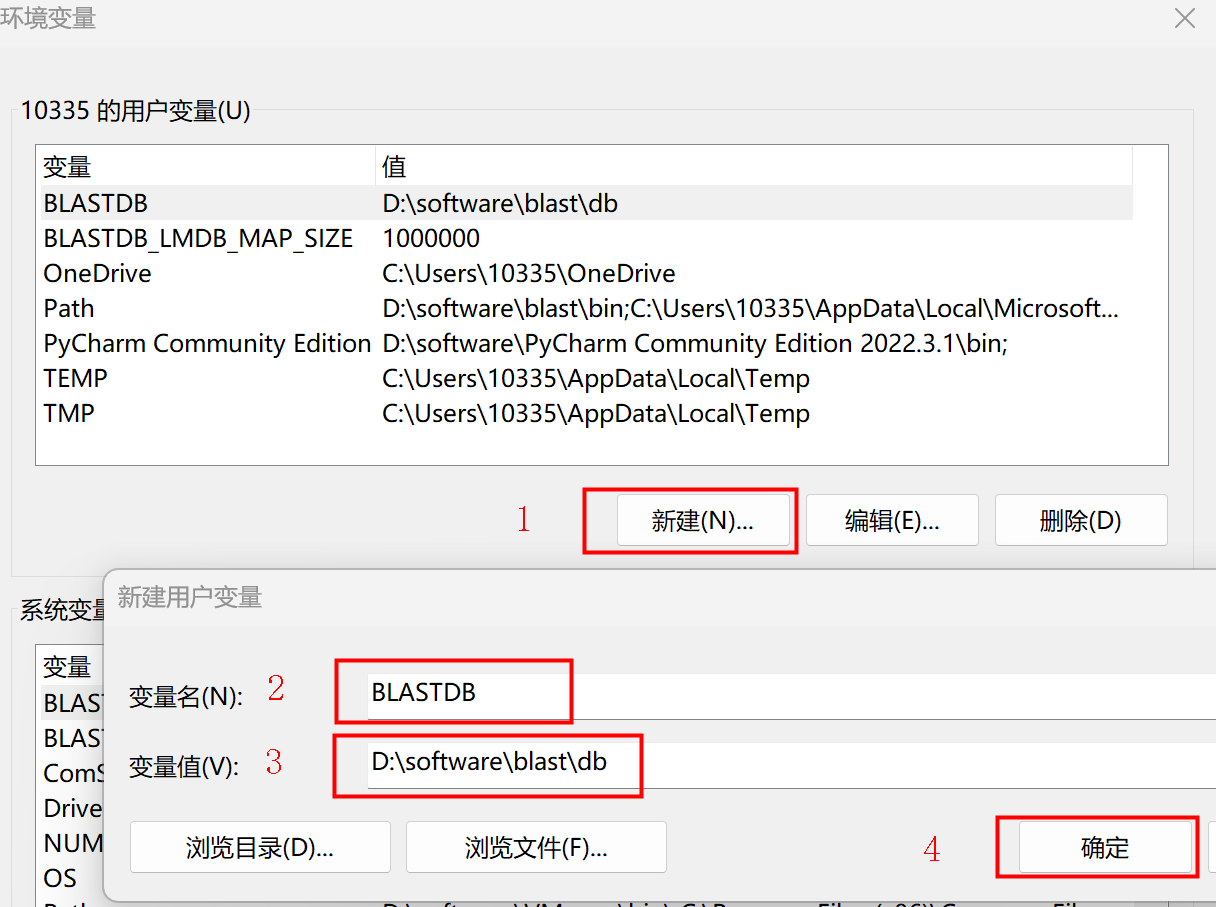 环境变量
10335 的用户变量(U)
变量 值
BLASTDB D:\software\blast\db
BLASTDB_LMDB_MAP_SIZE 1000000
OneDrive C:\Users\10335\OneDrive
Path D:\software\blast\bin;C:\Users\10335\AppData\Local\Microsoft...
PyCharm Community Edition D:\software\PyCharm Community Edition 2022.3.1\bin;
TEMP C:\Users\10335\AppData\Local\Temp
TMP C:\Users\10335\AppData\Local\Temp
1 新建(N)... 编辑(E)... 删除(D)
系统变量
新建用户变量
变量
变量名(N): 2 BLASTDB
BLAST
BLAS
变量值(V): 3 D:\software\blast\db
ComS
Drive
NUM
浏览目录(D)... 浏览文件(F)... 4 确定
OS